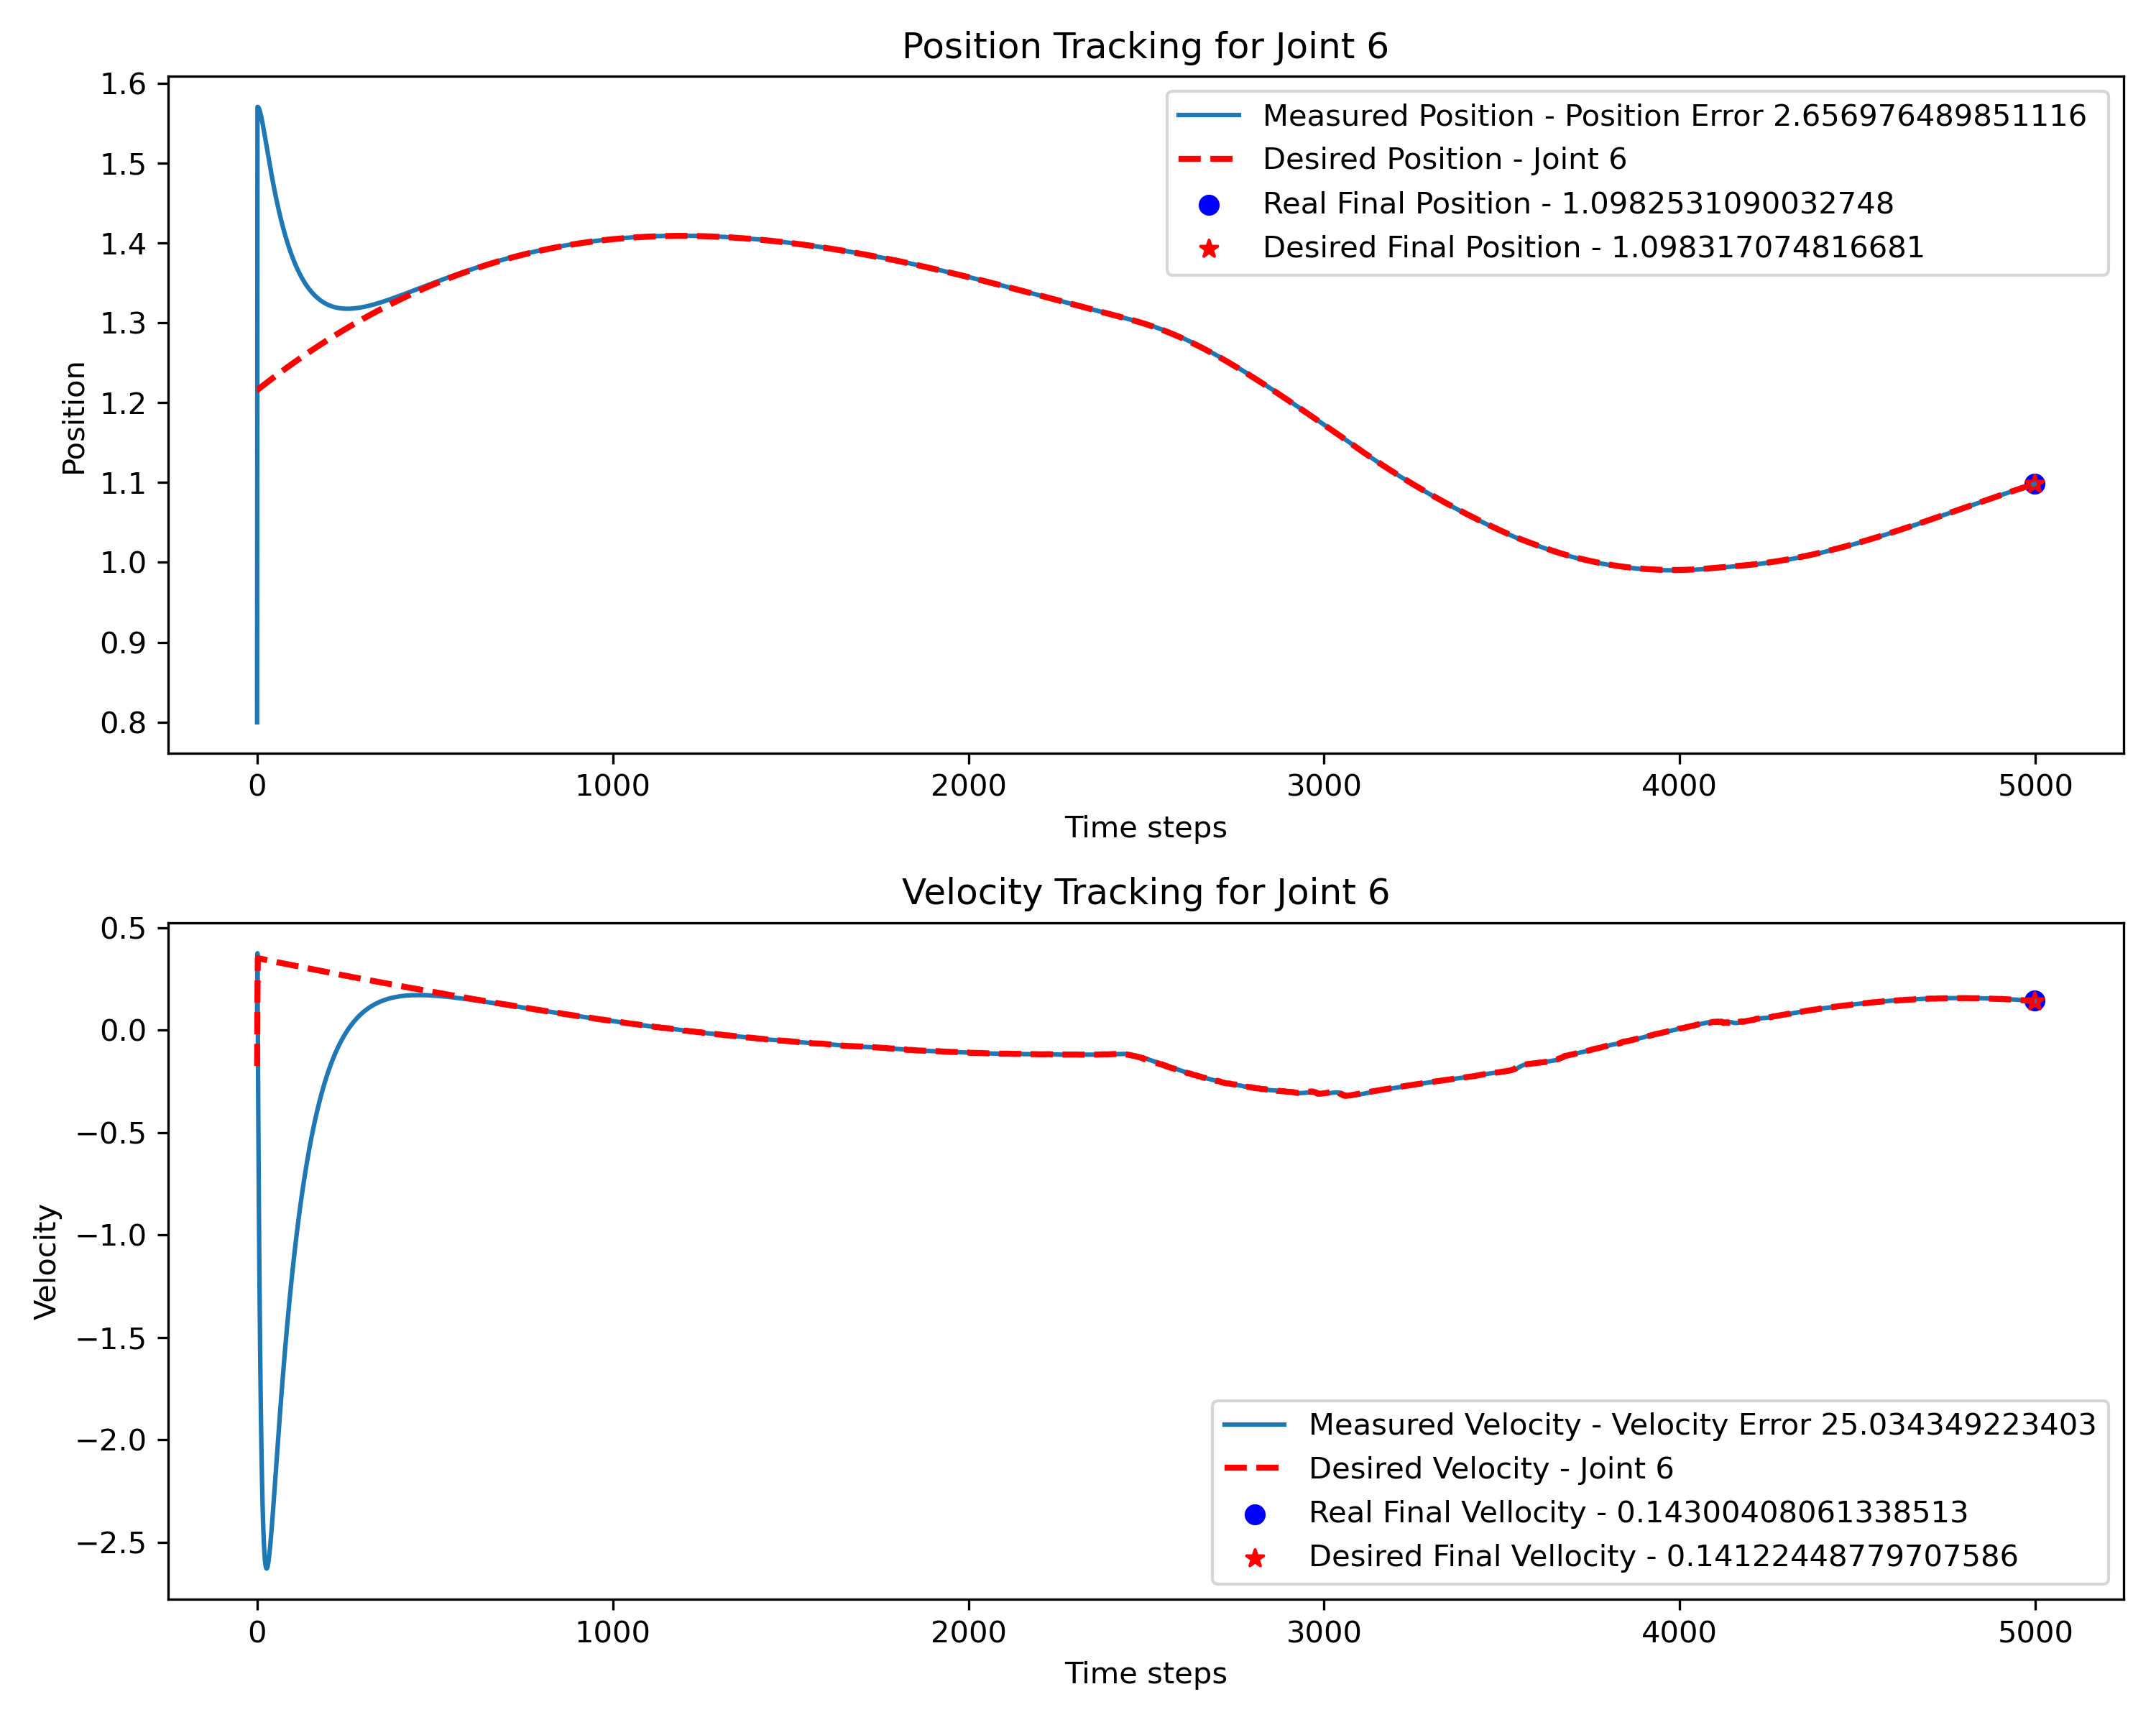 Position Tracking for Joint 6
1.6
1.5
1.4
1.3
1.2
1.1
1.0
0.9
0.8
Position
Measured Position - Position Error 2.656976489851116
Desired Position - Joint 6
Real Final Position - 1.0982531090032748
Desired Final Position - 1.098317074816681
0 1000 2000 3000 4000 5000
Time steps
Velocity Tracking for Joint 6
0.5
0.0
−0.5
−1.0
−1.5
−2.0
−2.5
Velocity
Measured Velocity - Velocity Error 25.034349223403
Desired Velocity - Joint 6
Real Final Vellocity - 0.14300408061338513
Desired Final Vellocity - 0.14122448779707586
0 1000 2000 3000 4000 5000
Time steps